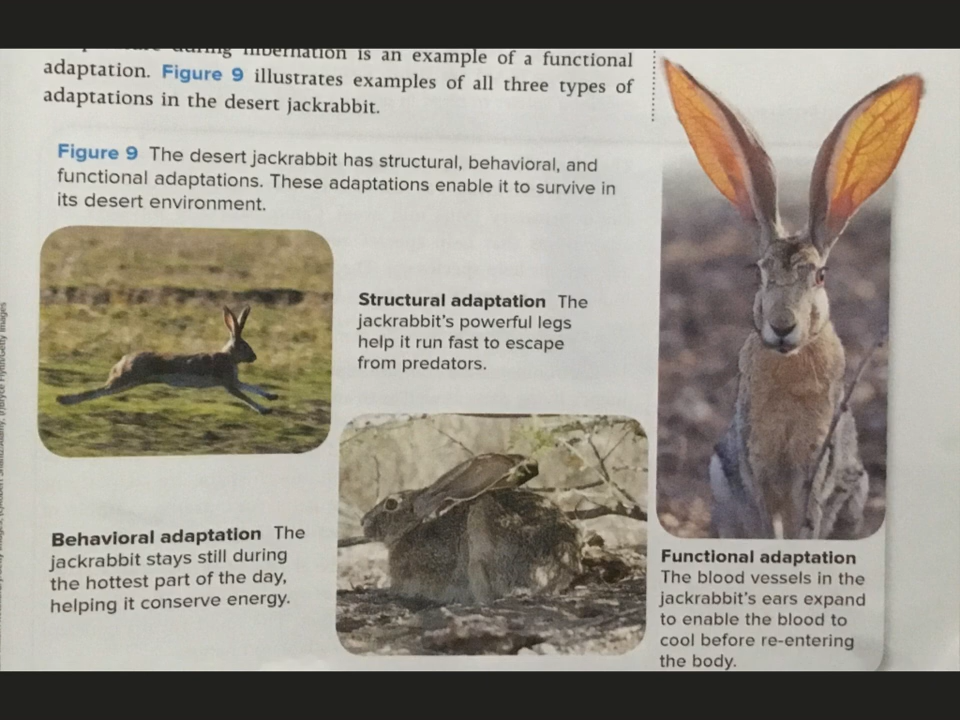 during hibernation is an example of a functional
adaptation. Figure 9 illustrates examples of all three types of
adaptations in the desert jackrabbit.
Figure 9 The desert jackrabbit has structural, behavioral, and
functional adaptations. These adaptations enable it to survive in
its desert environment.
Structural adaptation The
jackrabbit's powerful legs
help it run fast to escape
from predators.
Behavioral adaptation The
jackrabbit stays still during
the hottest part of the day,
helping it conserve energy.
Functional adaptation
The blood vessels in the
jackrabbit's ears expand
to enable the blood to
cool before re-entering
the body.